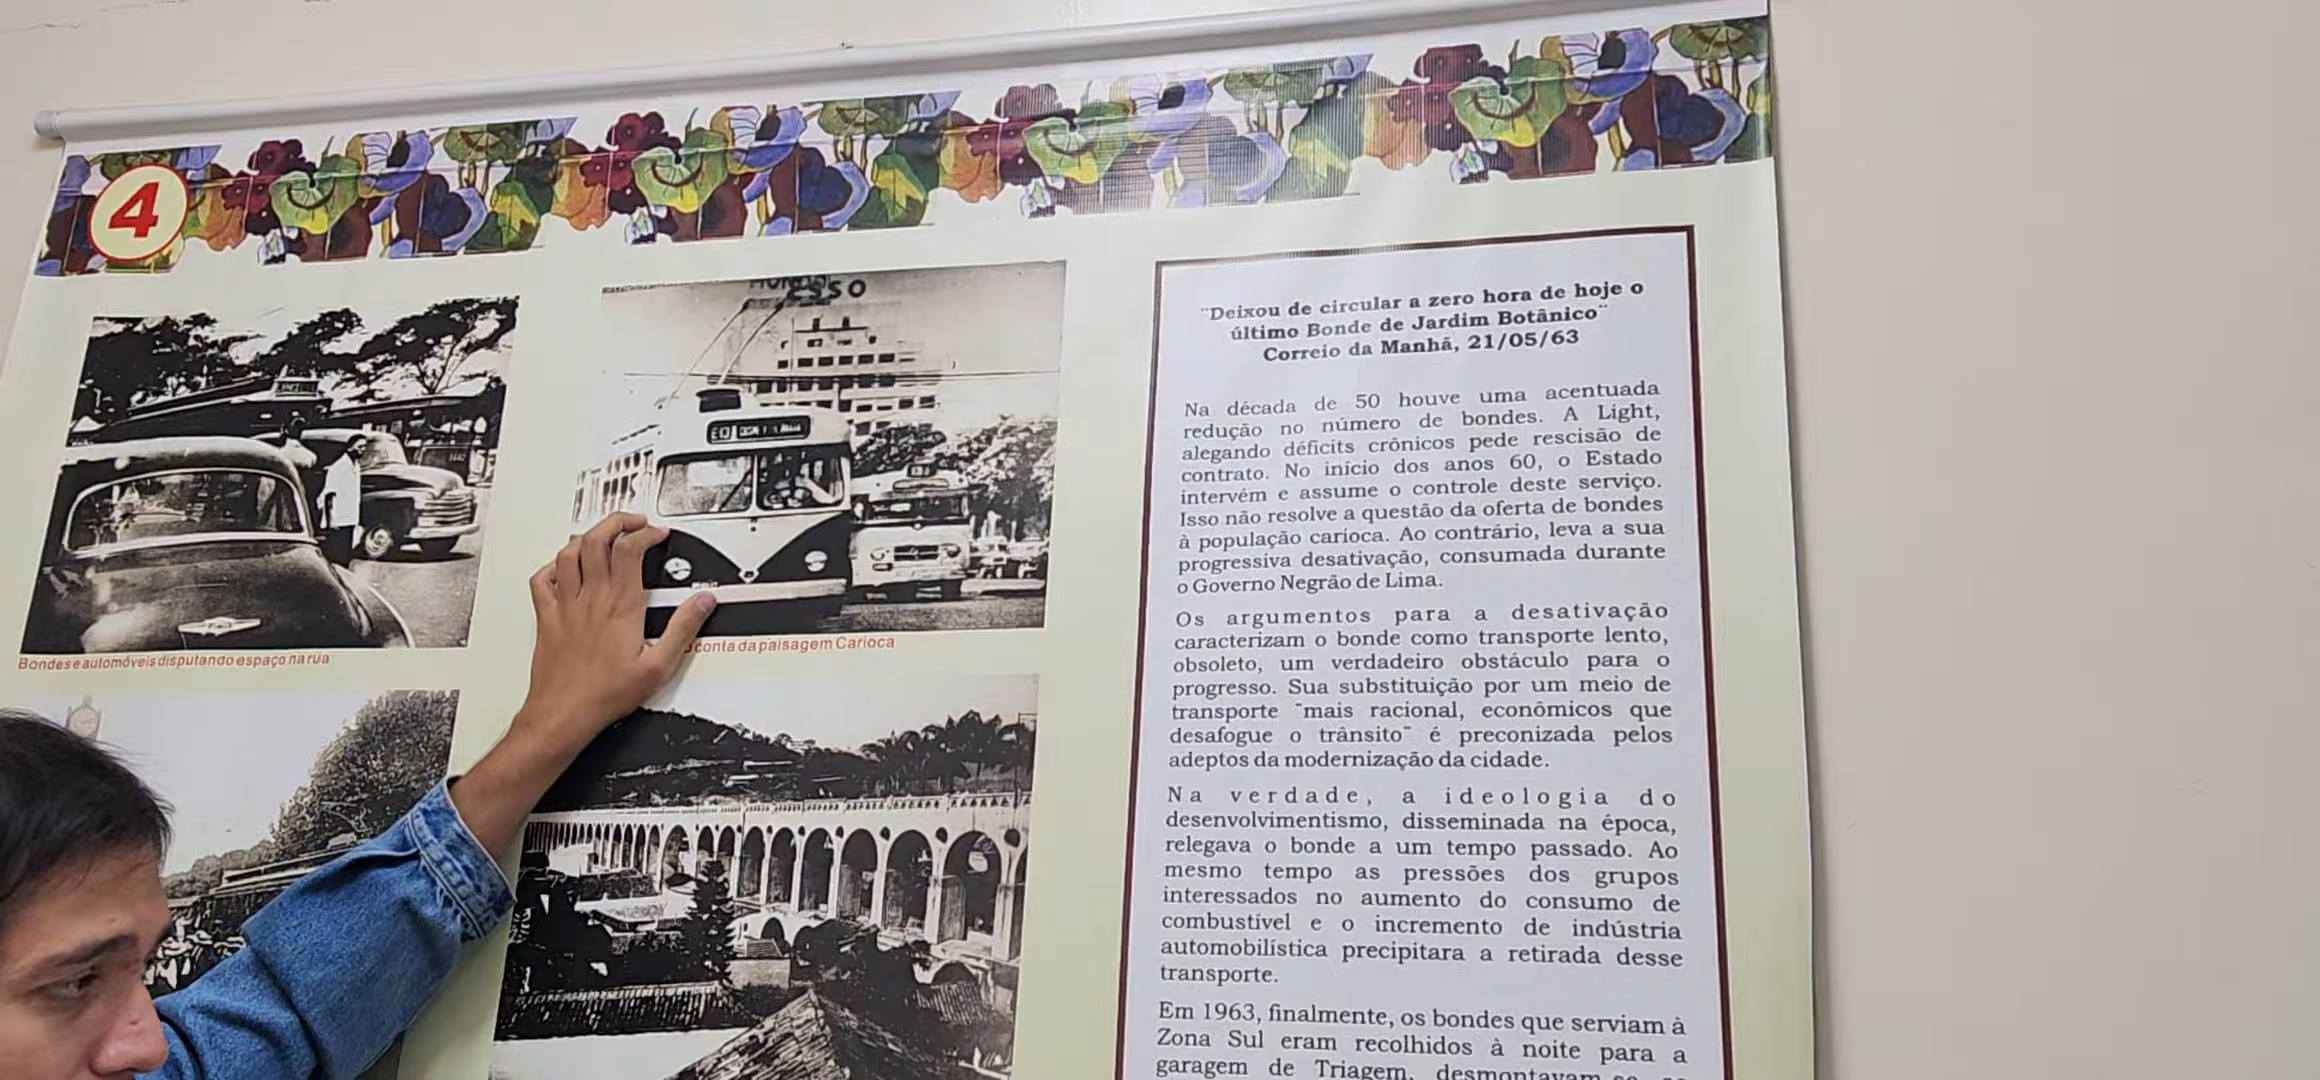 4
ESSO
Bondes e automóveis disputando espaço na rua
conta da paisagem Carioca
"Deixou de circular a zero hora de hoje o
último Bonde de Jardim Botânico"
Correio da Manhã, 21/05/63
Na década de 50 houve uma acentuada
redução no número de bondes. A Light,
alegando déficits crônicos pede rescisão de
contrato. No início dos anos 60, o Estado
intervém e assume o controle deste serviço.
Isso não resolve a questão da oferta de bondes
à população carioca. Ao contrário, leva a sua
progressiva desativação, consumada durante
o Governo Negrão de Lima.
Os argumentos para a desativação
caracterizam o bonde como transporte lento,
obsoleto, um verdadeiro obstáculo para o
progresso. Sua substituição por um meio de
transporte "mais racional, econômicos que
desafogue o trânsito" é preconizada pelos
adeptos da modernização da cidade.
Na verdade, a ideologia do
desenvolvimentismo, disseminada na época,
relegava o bonde a um tempo passado. Ao
mesmo tempo as pressões dos grupos
interessados no aumento do consumo de
combustível e o incremento de indústria
automobilística precipitara a retirada desse
transporte.
Em 1963, finalmente, os bondes que serviam à
Zona Sul eram recolhidos à noite para a
garagem de Triagem, desmontavam-se